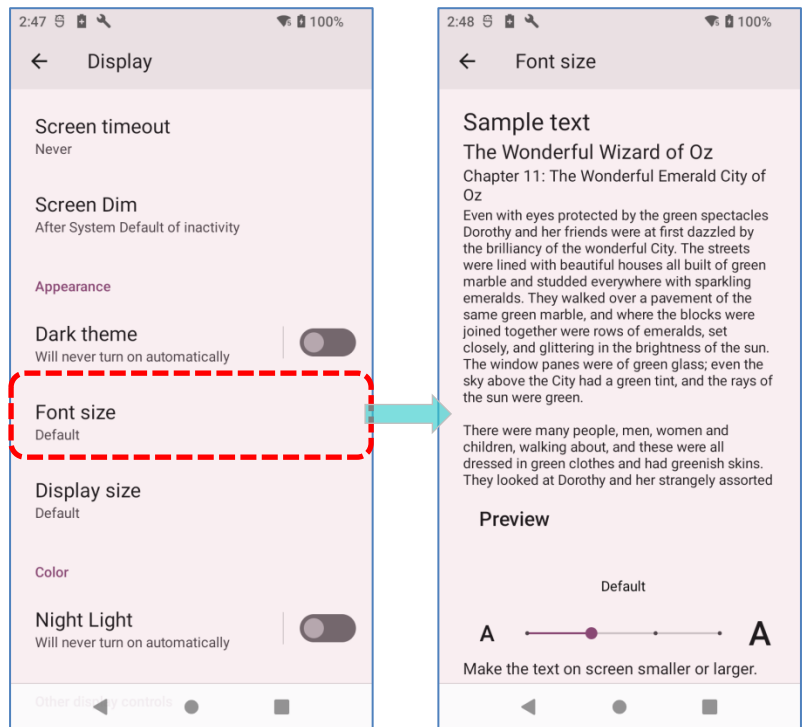 2:47 100%
Display
Screen timeout
Never
Screen Dim
After System Default of inactivity
Appearance
Dark theme
Will never turn on automatically
Font size
Default
Display size
Default
Color
Night Light
Will never turn on automatically
Other display controls
2:48 100%
Font size
Sample text
The Wonderful Wizard of Oz
Chapter 11: The Wonderful Emerald City of
Oz
Even with eyes protected by the green spectacles
Dorothy and her friends were at first dazzled by
the brilliancy of the wonderful City. The streets
were lined with beautiful houses all built of green
marble and studded everywhere with sparkling
emeralds. They walked over a pavement of the
same green marble, and where the blocks were
joined together were rows of emeralds, set
closely, and glittering in the brightness of the sun.
The window panes were of green glass; even the
sky above the City had a green tint, and the rays of
the sun were green.
There were many people, men, women and
children, walking about, and these were all
dressed in green clothes and had greenish skins.
They looked at Dorothy and her strangely assorted
Preview
Default
A A
Make the text on screen smaller or larger.